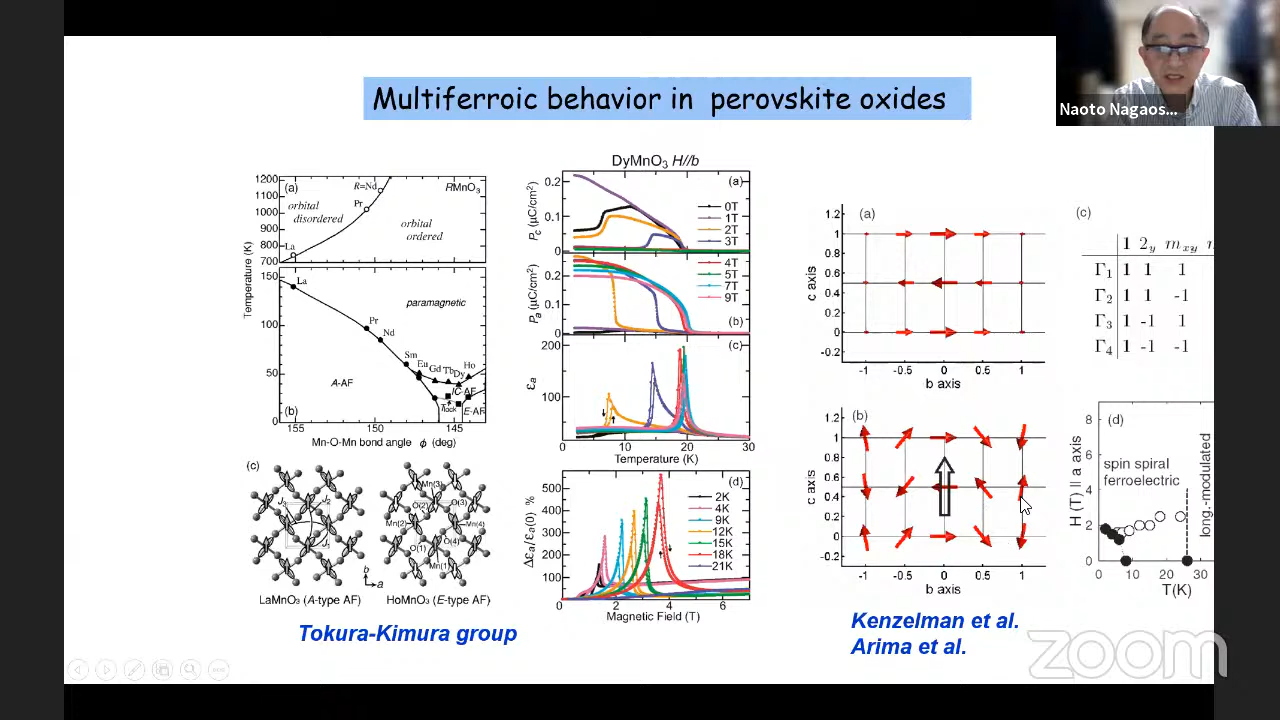 Multiferroic behavior in perovskite oxides
Naoto Nagaos...
(a)
R=Nd
RMnO3
Pr
orbital disordered
orbital ordered
La
1200
1100
1000
900
800
700
Temperature (K)
150
100
50
0
La
paramagnetic
Pr
Nd
Sm
Eu
Gd
Tb
Dy
Ho
A-AF
IC-AF
E-AF
(b)
155
150
145
Mn-O-Mn bond angle φ (deg)
(c)
Mn(3)
O(2)
O(3)
Mn(2)
Mn(4)
O(1)
O(4)
Mn(1)
b
a
LaMnO3 (A-type AF)
HoMnO3 (E-type AF)
Tokura-Kimura group
DyMnO3 H//b
(a)
0T
1T
2T
3T
0.2
0.1
0
Pc (μC/cm2)
4T
5T
7T
9T
0.2
0
Pa (μC/cm2)
(b)
(c)
200
100
εa
0
10
20
30
Temperature (K)
(d)
500
400
300
200
100
Δεa/εa(0) %
2K
4K
9K
12K
15K
18K
21K
0
2
4
6
Magnetic Field (T)
(a)
1.2
1
0.8
0.6
0.4
0.2
0
-0.2
c axis
-1
-0.5
0
0.5
1
b axis
(b)
1.2
1
0.8
0.6
0.4
0.2
0
-0.2
c axis
-1
-0.5
0
0.5
1
b axis
(c)
1 2y mxy
Γ1 1 1 1
Γ2 1 1 -1
Γ3 1 -1 1
Γ4 1 -1 -1
(d)
8
6
4
2
0
H (T) || a axis
spin spiral
ferroelectric
long.-modulated
0
10
20
30
T(K)
Kenzelman et al.
Arima et al.
zoom